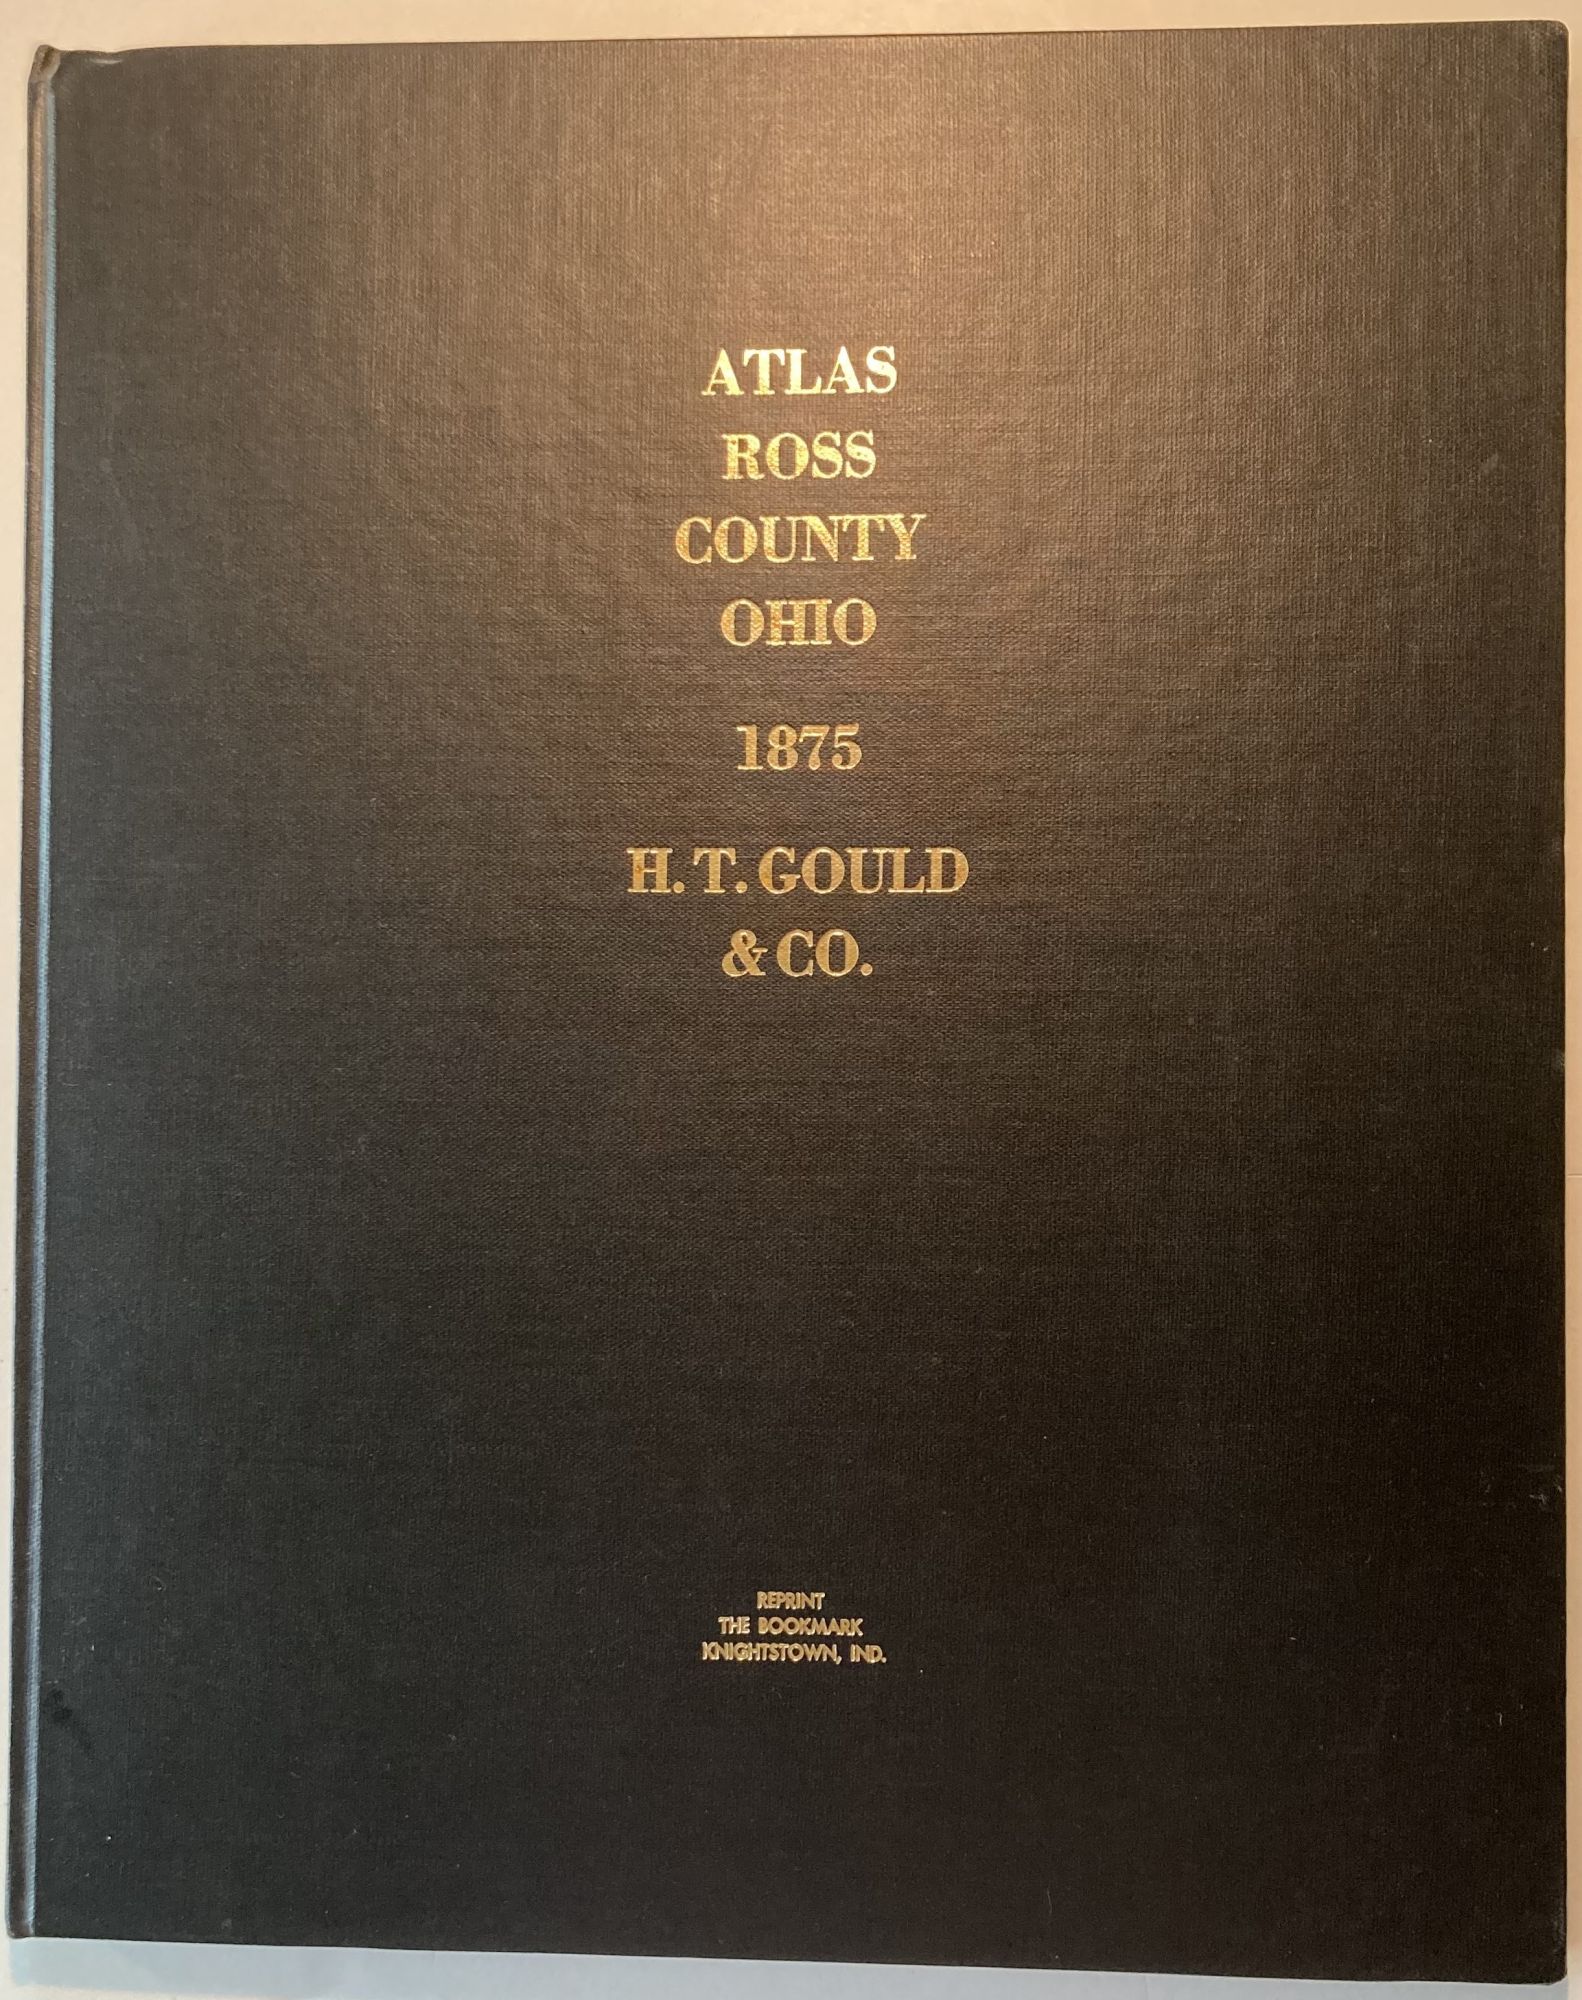 ATLAS
ROSS
COUNTY
OHIO
1875
H. T. GOULD
& CO.
REPRINT
THE BOOKMARK
KNIGHTSTOWN, IND.